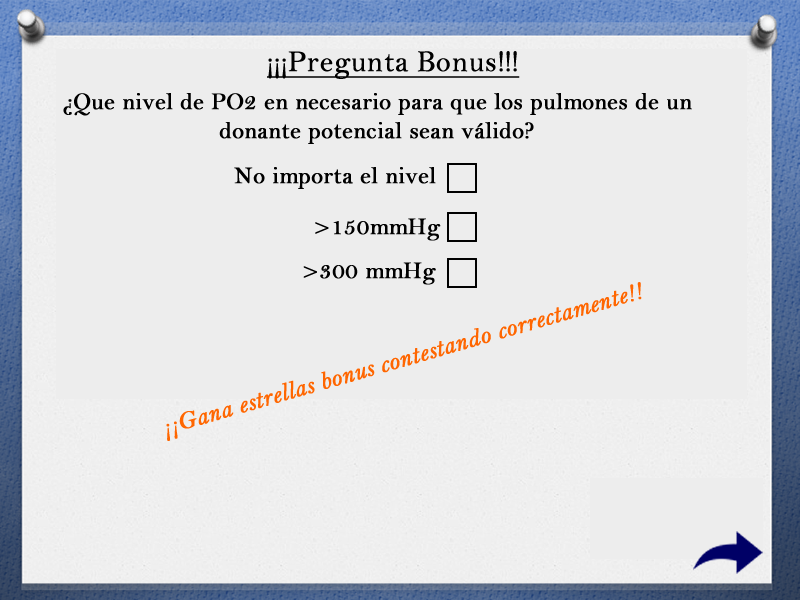 ¡¡¡Pregunta Bonus!!!
¿Que nivel de PO2 en necesario para que los pulmones de un
donante potencial sean válido?
No importa el nivel
>150mmHg
>300 mmHg
¡¡Gana estrellas bonus contestando correctamente!!